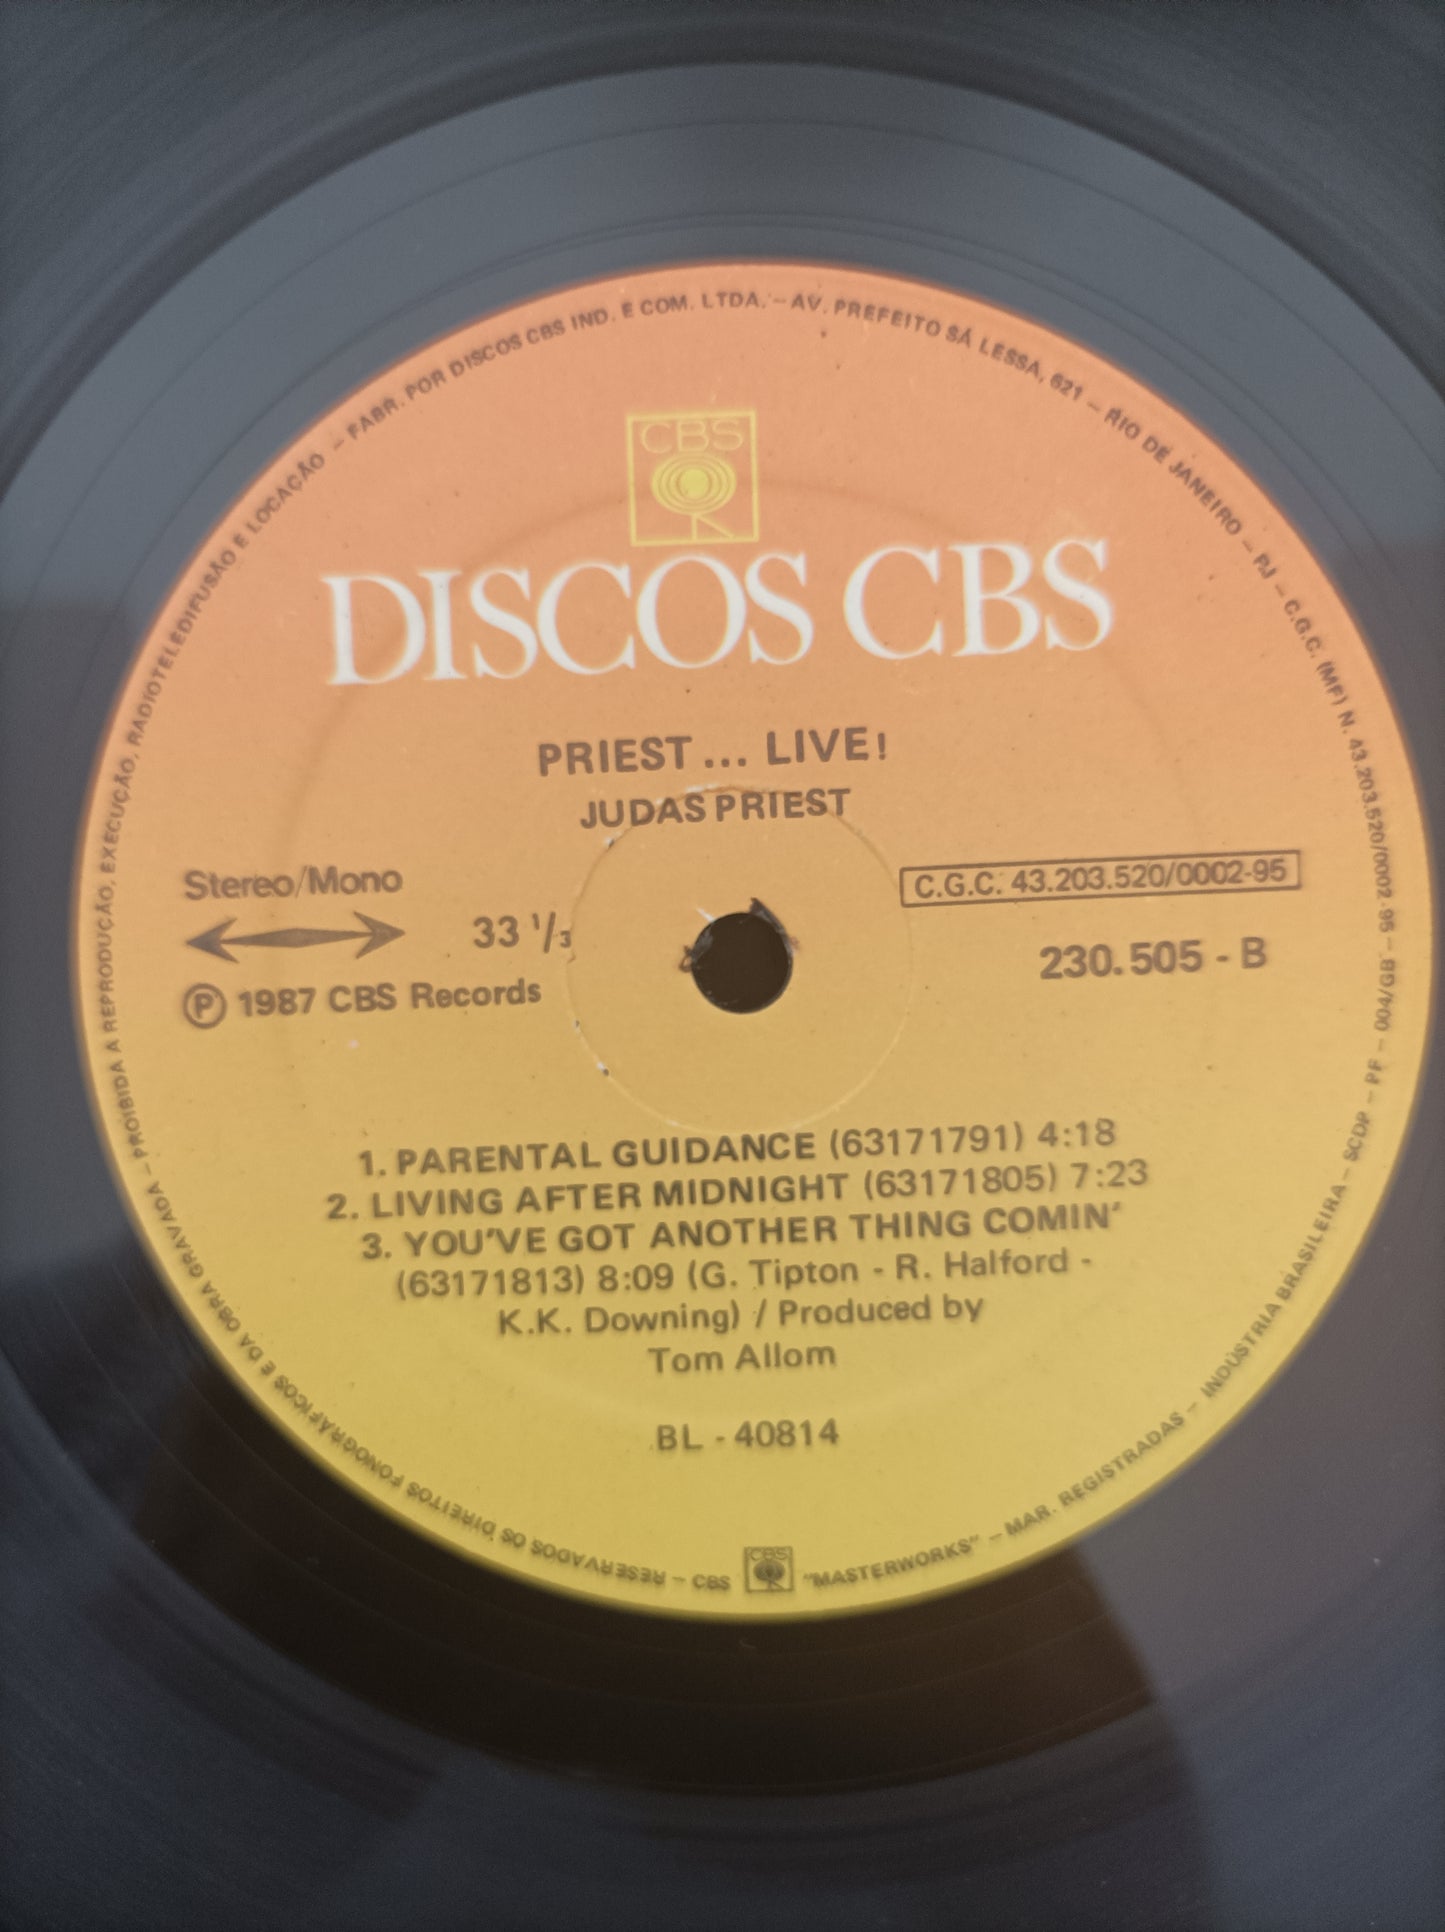 FABR. POR DISCOS CBS IND. E COM. LTDA. - AV. PREFEITO SÁ LESSA, 621 - RIO DE JANEIRO - RJ - C.G.C. (MF) N. 43.203.520/0002-95 - PF - 004/GB - SCDP - INDÚSTRIA BRASILEIRA - MAR. REGISTRADAS - "MASTERWORKS" CBS
CBS - RESERVADOS OS DIREITOS FONOGRÁFICOS E DA OBRA GRAVADA - PROIBIDA A REPRODUÇÃO, EXECUÇÃO, RADIOTELEDIFUSÃO E LOCAÇÃO -
CBS
DISCOS CBS
PRIEST ... LIVE!
JUDAS PRIEST
Stereo/Mono
C.G.C. 43.203.520/0002-95
33 1/3
230.505 - B
Ⓟ 1987 CBS Records
1. PARENTAL GUIDANCE (63171791) 4:18
2. LIVING AFTER MIDNIGHT (63171805) 7:23
3. YOU'VE GOT ANOTHER THING COMIN'
(63171813) 8:09 (G. Tipton - R. Halford -
K.K. Downing) / Produced by
Tom Allom
BL - 40814